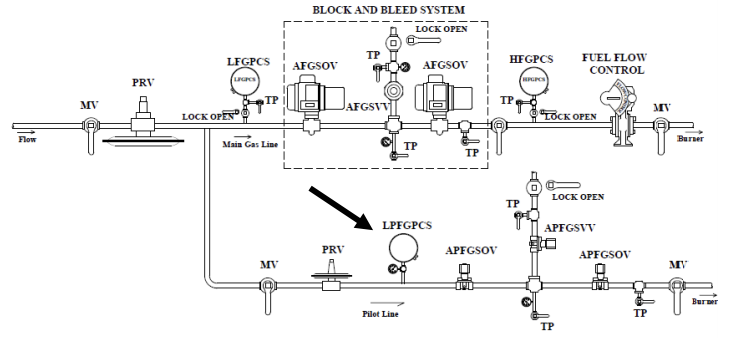 BLOCK AND BLEED SYSTEM
LOCK OPEN
LFGPCS
AFGSOV
TP
AFGSOV
HFGPCS
FUEL FLOW
CONTROL
PRV
MV
LFGPCS
TP
LOCK OPEN
AFGSVV
HFGPCS
TP
LOCK OPEN
MV
Flow
Main Gas Line
TP
TP
Burner
LOCK OPEN
TP
LPFGPCS
APFGSVV
PRV
APFGSOV
APFGSOV
MV
MV
Pilot Line
TP
TP
Burner